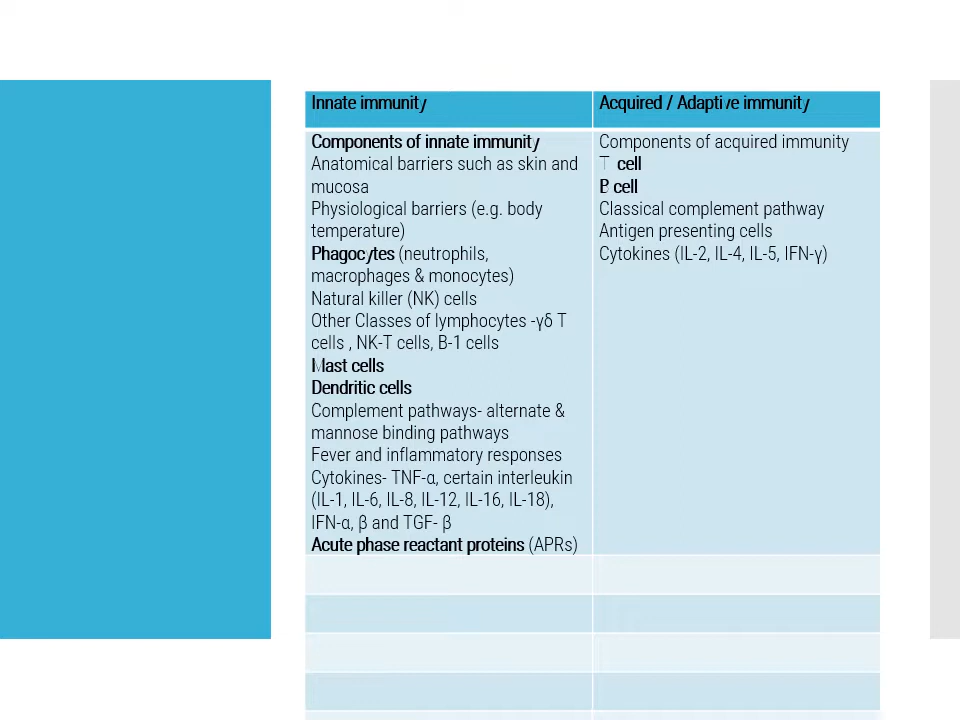 Innate immunity
Acquired / Adaptive immunity
Components of innate immunity
Anatomical barriers such as skin and
mucosa
Physiological barriers (e.g. body
temperature)
Phagocytes (neutrophils,
macrophages & monocytes)
Natural killer (NK) cells
Other Classes of lymphocytes -γδ T
cells , NK-T cells, B-1 cells
Mast cells
Dendritic cells
Complement pathways- alternate &
mannose binding pathways
Fever and inflammatory responses
Cytokines- TNF-α, certain interleukin
(IL-1, IL-6, IL-8, IL-12, IL-16, IL-18),
IFN-α, β and TGF- β
Acute phase reactant proteins (APRs)
Components of acquired immunity
T cell
B cell
Classical complement pathway
Antigen presenting cells
Cytokines (IL-2, IL-4, IL-5, IFN-γ)